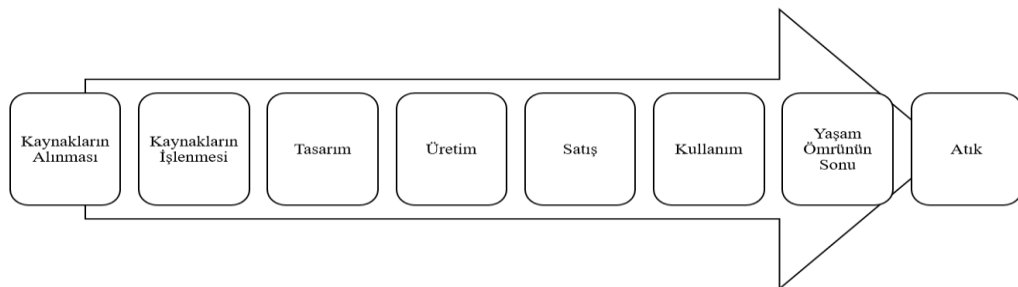 Kaynakların
Alınması
Kaynakların
İşlenmesi
Tasarım
Üretim
Satış
Kullanım
Yaşam
Ömrünün
Sonu
Atık